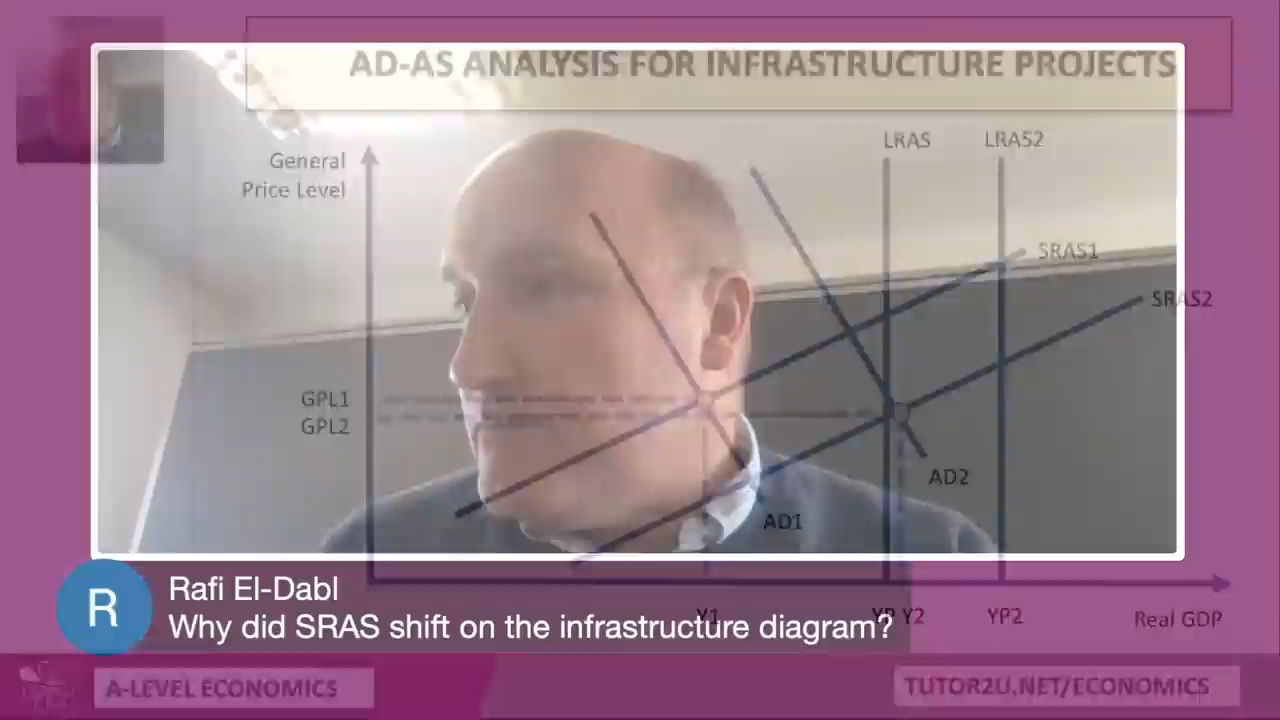 AD-AS ANALYSIS FOR INFRASTRUCTURE PROJECTS
General
Price Level
LRAS
LRAS2
SRAS1
SRAS2
GPL1
GPL2
AD2
AD1
Y1
YP Y2
YP2
Real GDP
R
Rafi El-Dabl
Why did SRAS shift on the infrastructure diagram?
A-LEVEL ECONOMICS
TUTOR2U.NET/ECONOMICS